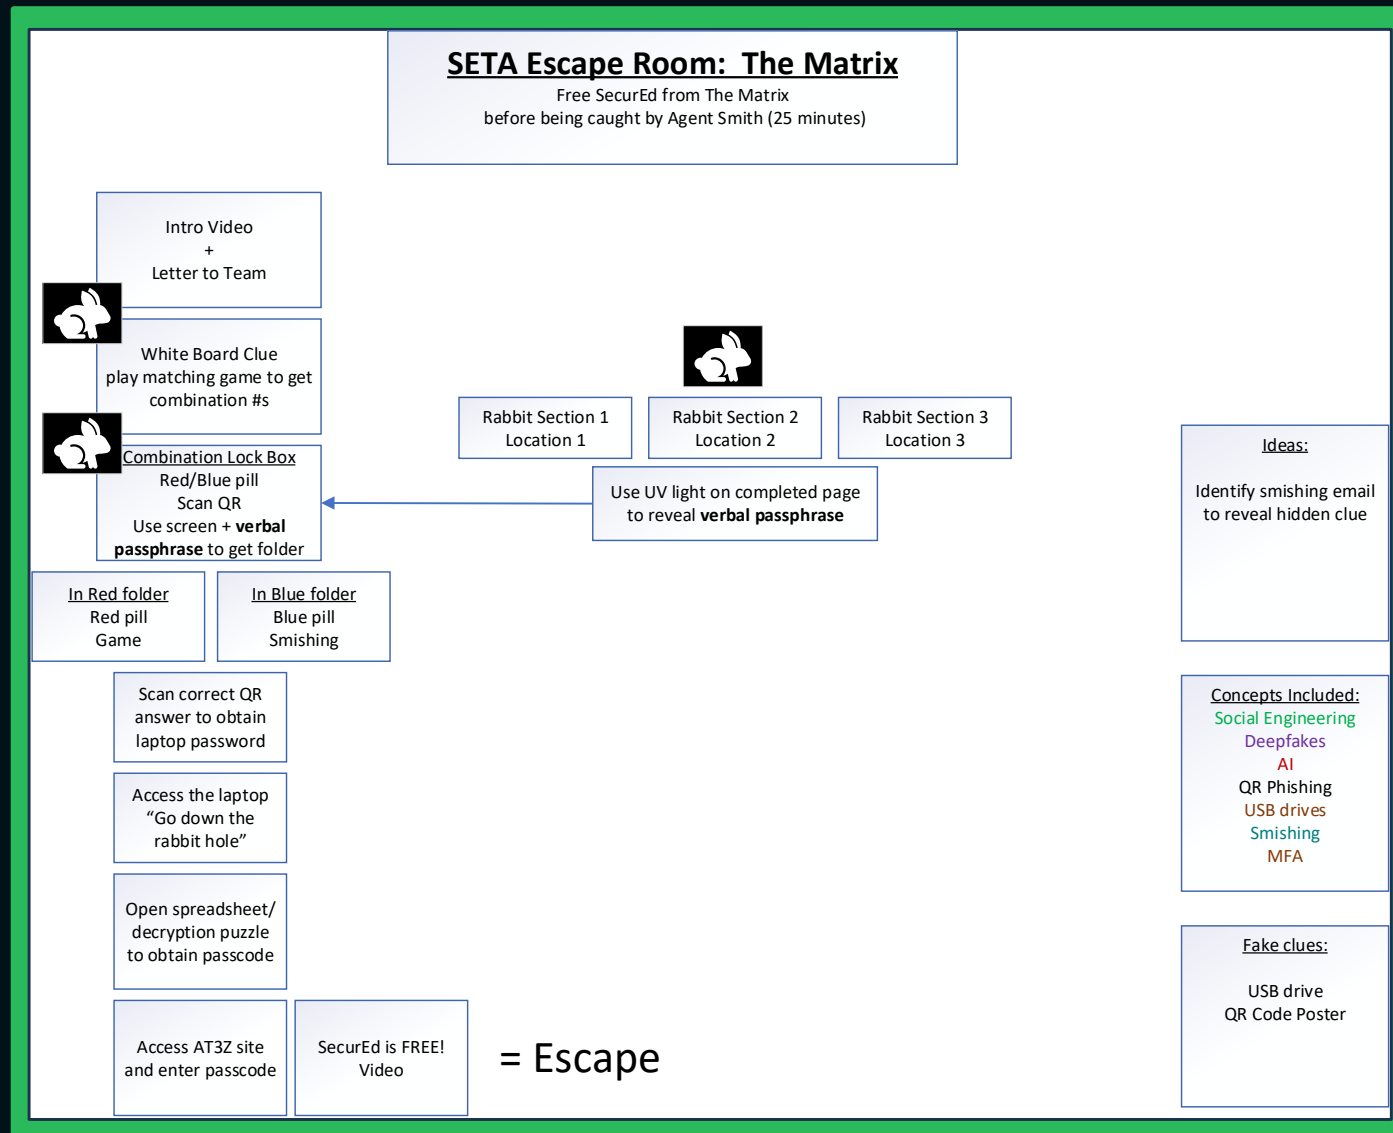 SETA Escape Room:  The Matrix
Free SecurEd from The Matrix
before being caught by Agent Smith (25 minutes)
Intro Video
+
Letter to Team
White Board Clue
play matching game to get
combination #s
Combination Lock Box
Red/Blue pill
Scan QR
Use screen + verbal
passphrase to get folder
Rabbit Section 1
Location 1
Rabbit Section 2
Location 2
Rabbit Section 3
Location 3
Use UV light on completed page
to reveal verbal passphrase
In Red folder
Red pill
Game
In Blue folder
Blue pill
Smishing
Scan correct QR
answer to obtain
laptop password
Access the laptop
“Go down the
rabbit hole”
Open spreadsheet/
decryption puzzle
to obtain passcode
Access AT3Z site
and enter passcode
SecurEd is FREE!
Video
= Escape
Ideas:
Identify smishing email
to reveal hidden clue
Concepts Included:
Social Engineering
Deepfakes
AI
QR Phishing
USB drives
Smishing
MFA
Fake clues:
USB drive
QR Code Poster